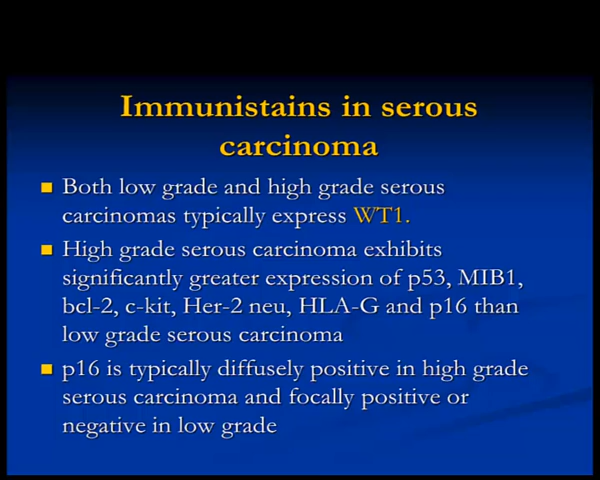 Immunistains in serous
carcinoma
Both low grade and high grade serous
carcinomas typically express WT1.
High grade serous carcinoma exhibits
significantly greater expression of p53, MIB1,
bcl-2, c-kit, Her-2 neu, HLA-G and p16 than
low grade serous carcinoma
p16 is typically diffusely positive in high grade
serous carcinoma and focally positive or
negative in low grade